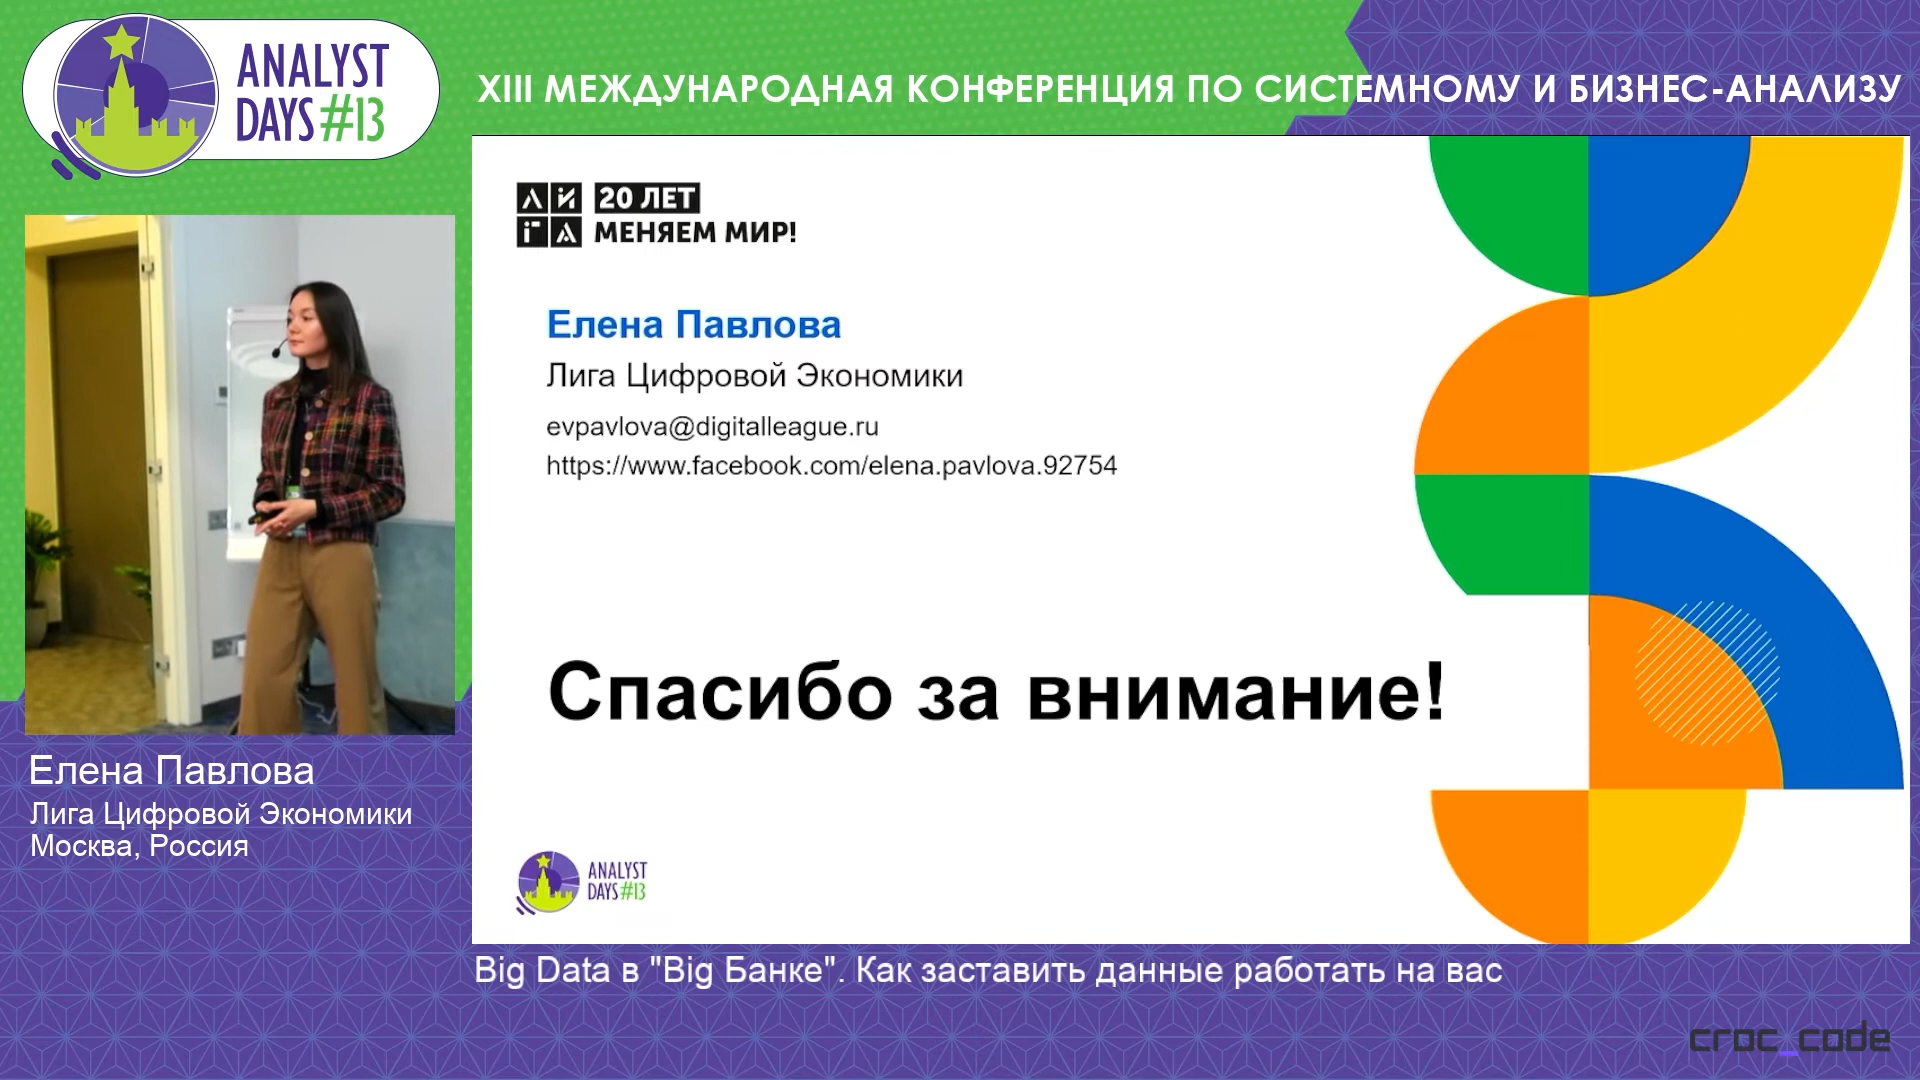 ANALYST
DAYS #13
XIII МЕЖДУНАРОДНАЯ КОНФЕРЕНЦИЯ ПО СИСТЕМНОМУ И БИЗНЕС-АНАЛИЗУ
ЛИГА
20 ЛЕТ
МЕНЯЕМ МИР!
Елена Павлова
Лига Цифровой Экономики
evpavlova@digitalleague.ru
https://www.facebook.com/elena.pavlova.92754
Спасибо за внимание!
ANALYST
DAYS #13
Елена Павлова
Лига Цифровой Экономики
Москва, Россия
Big Data в "Big Банке". Как заставить данные работать на вас
croc_code